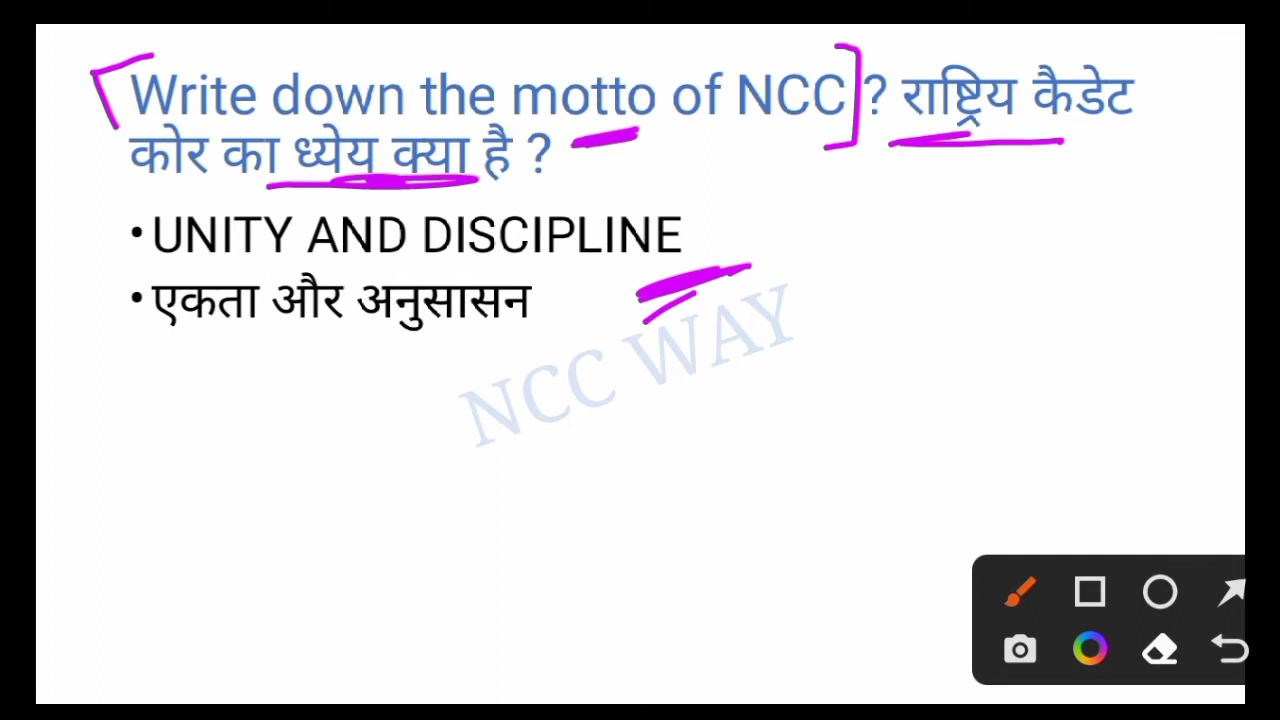 Write down the motto of NCC ? राष्ट्रिय कैडेट
कोर का ध्येय क्या है ?
• UNITY AND DISCIPLINE
• एकता और अनुसासन
NCC WAY